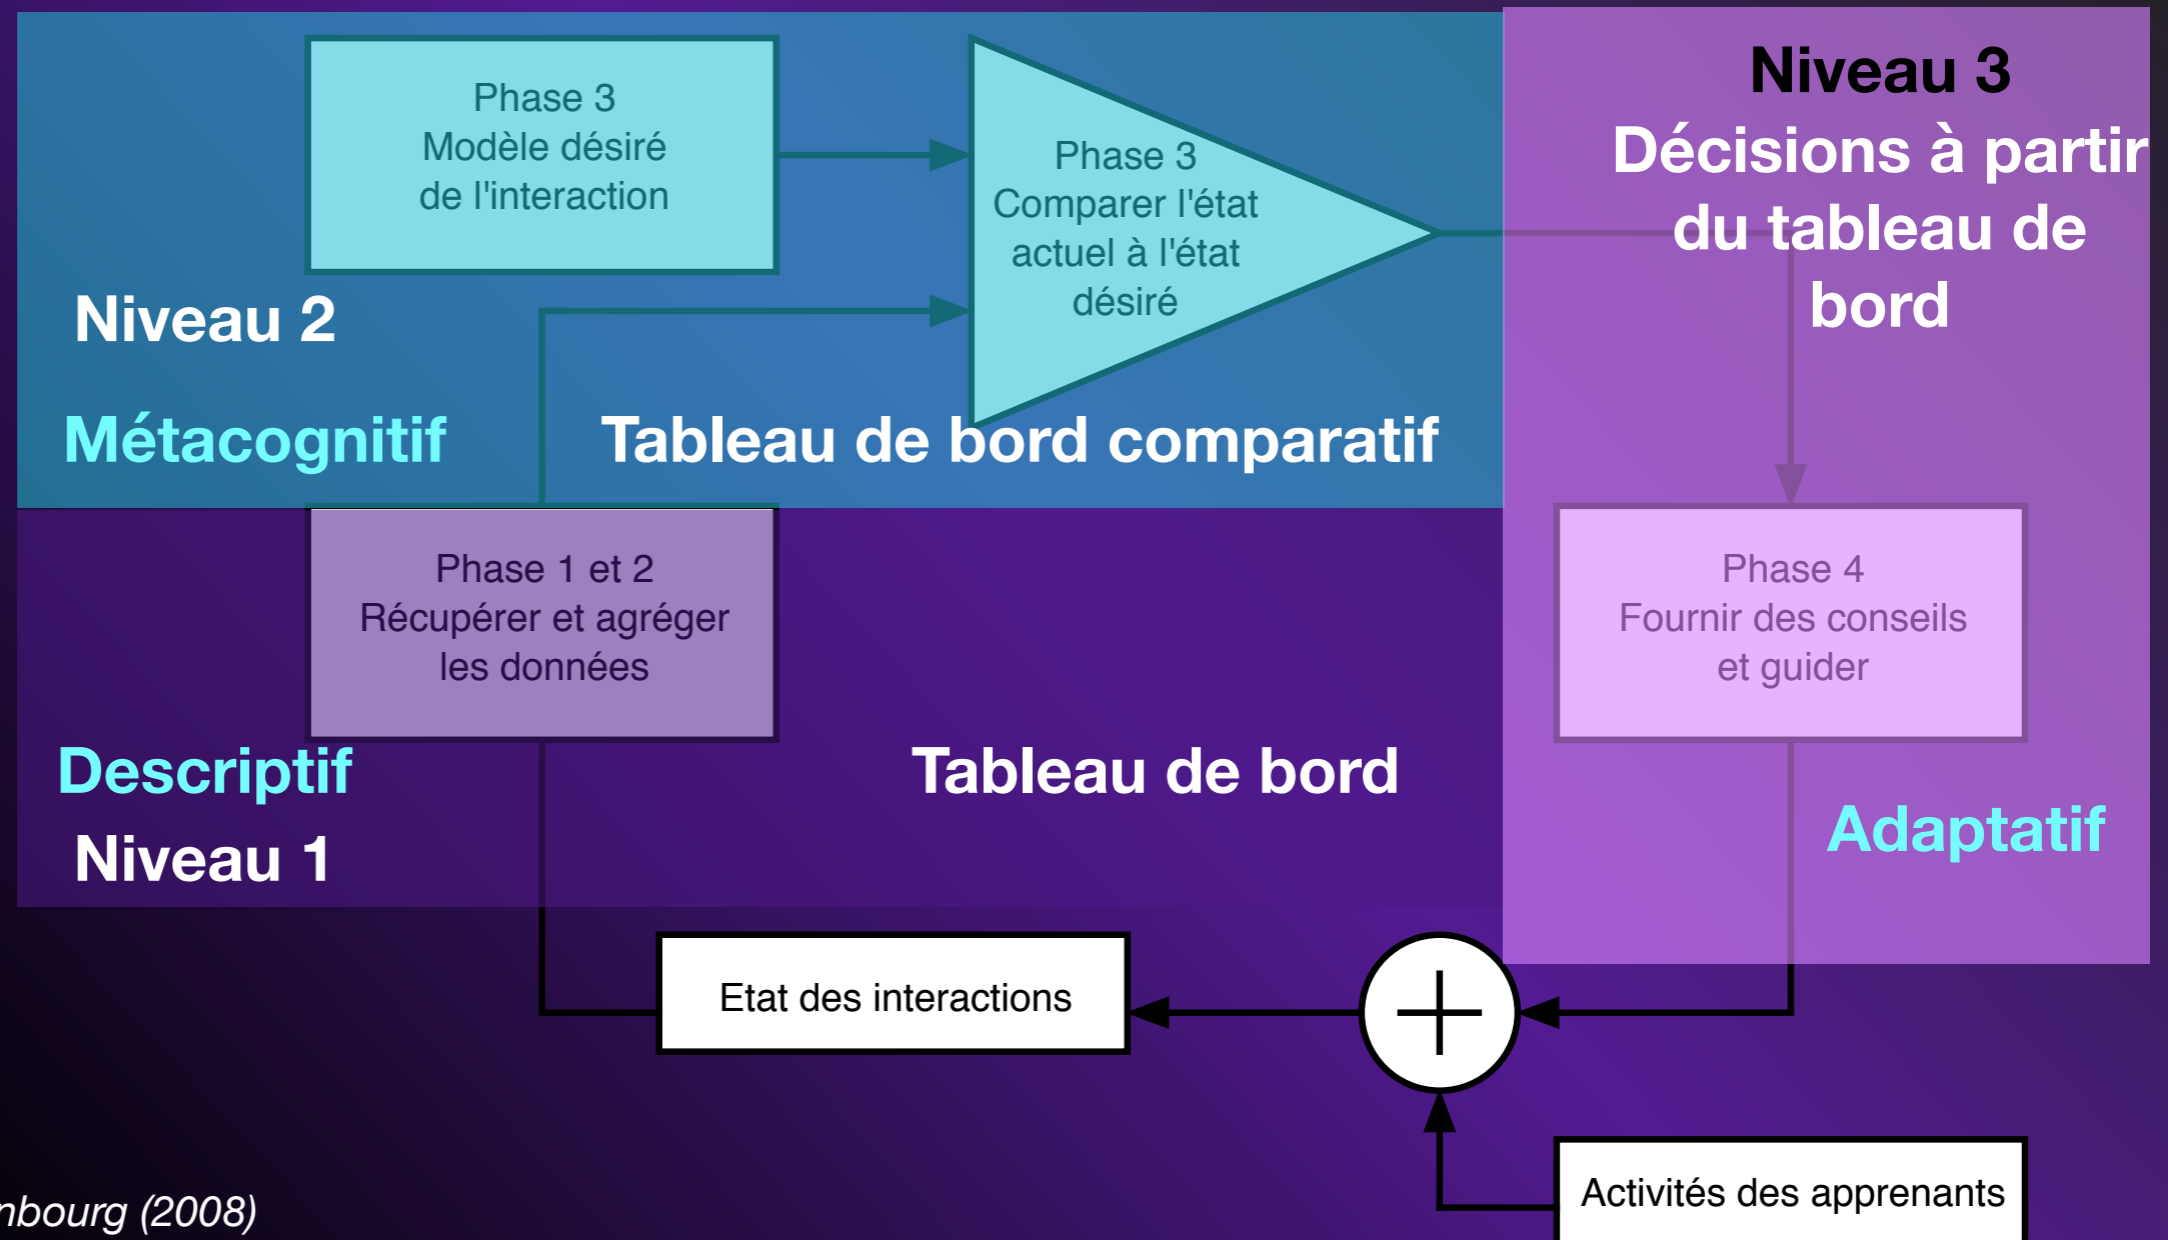 Phase 3
Modèle désiré
de l'interaction
Phase 3
Comparer l'état
actuel à l'état
désiré
Niveau 3
Décisions à partir
du tableau de
bord
Niveau 2
Métacognitif
Tableau de bord comparatif
Phase 1 et 2
Récupérer et agréger
les données
Phase 4
Fournir des conseils
et guider
Descriptif
Niveau 1
Tableau de bord
Adaptatif
Etat des interactions
Activités des apprenants
(2008)